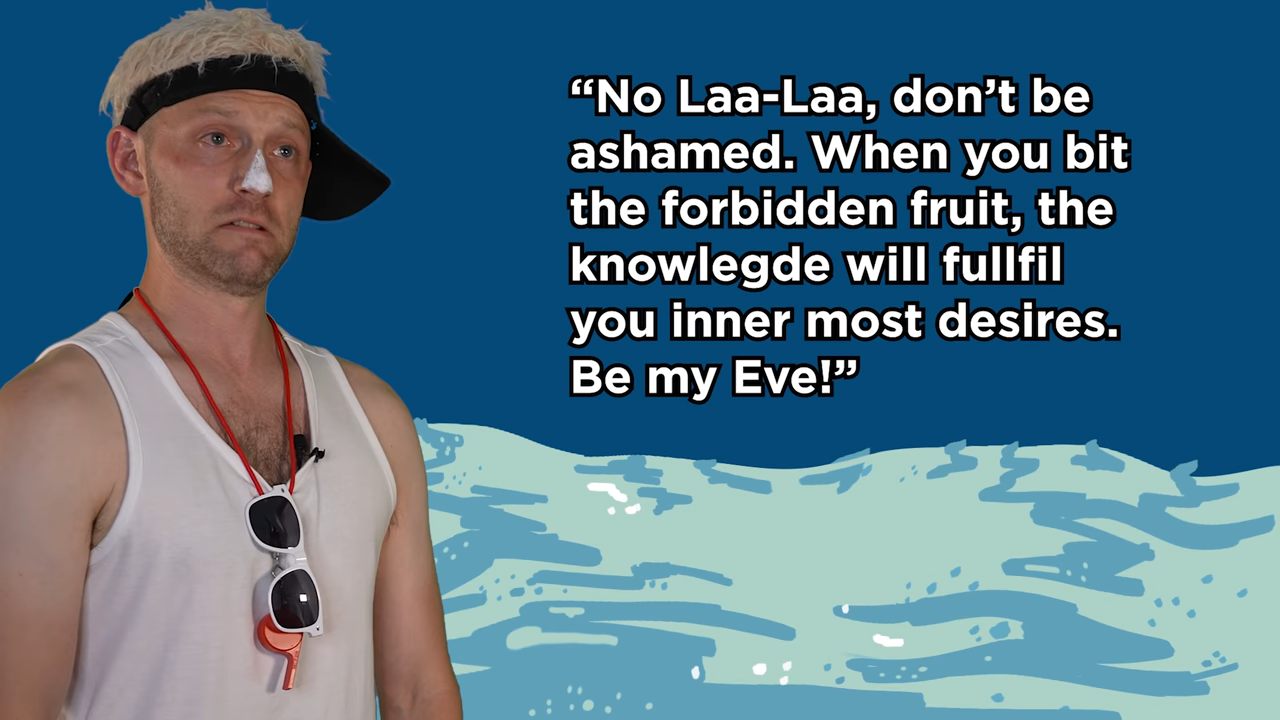 “No Laa-Laa, don’t be
ashamed. When you bit
the forbidden fruit, the
knowlegde will fullfil
you inner most desires.
Be my Eve!”